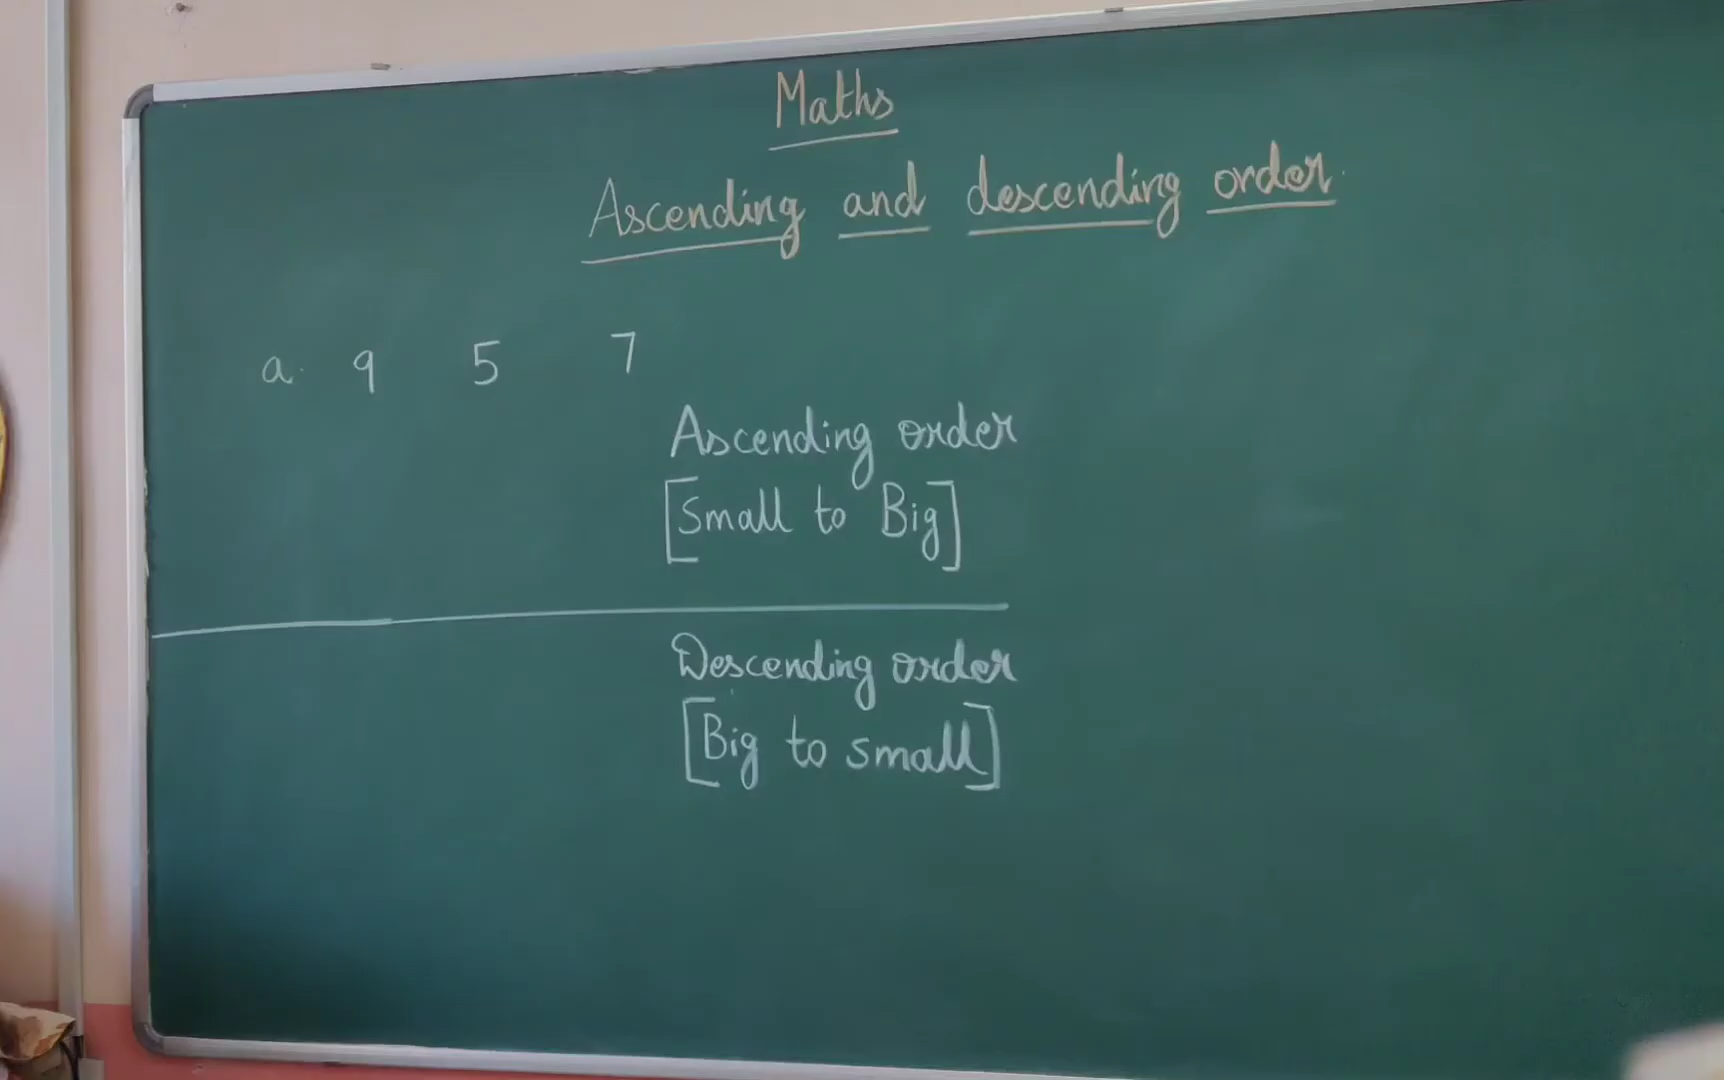 Maths
Ascending and descending order.
a. 9 5 7
Ascending order
[Small to Big]
Descending order
[Big to small]